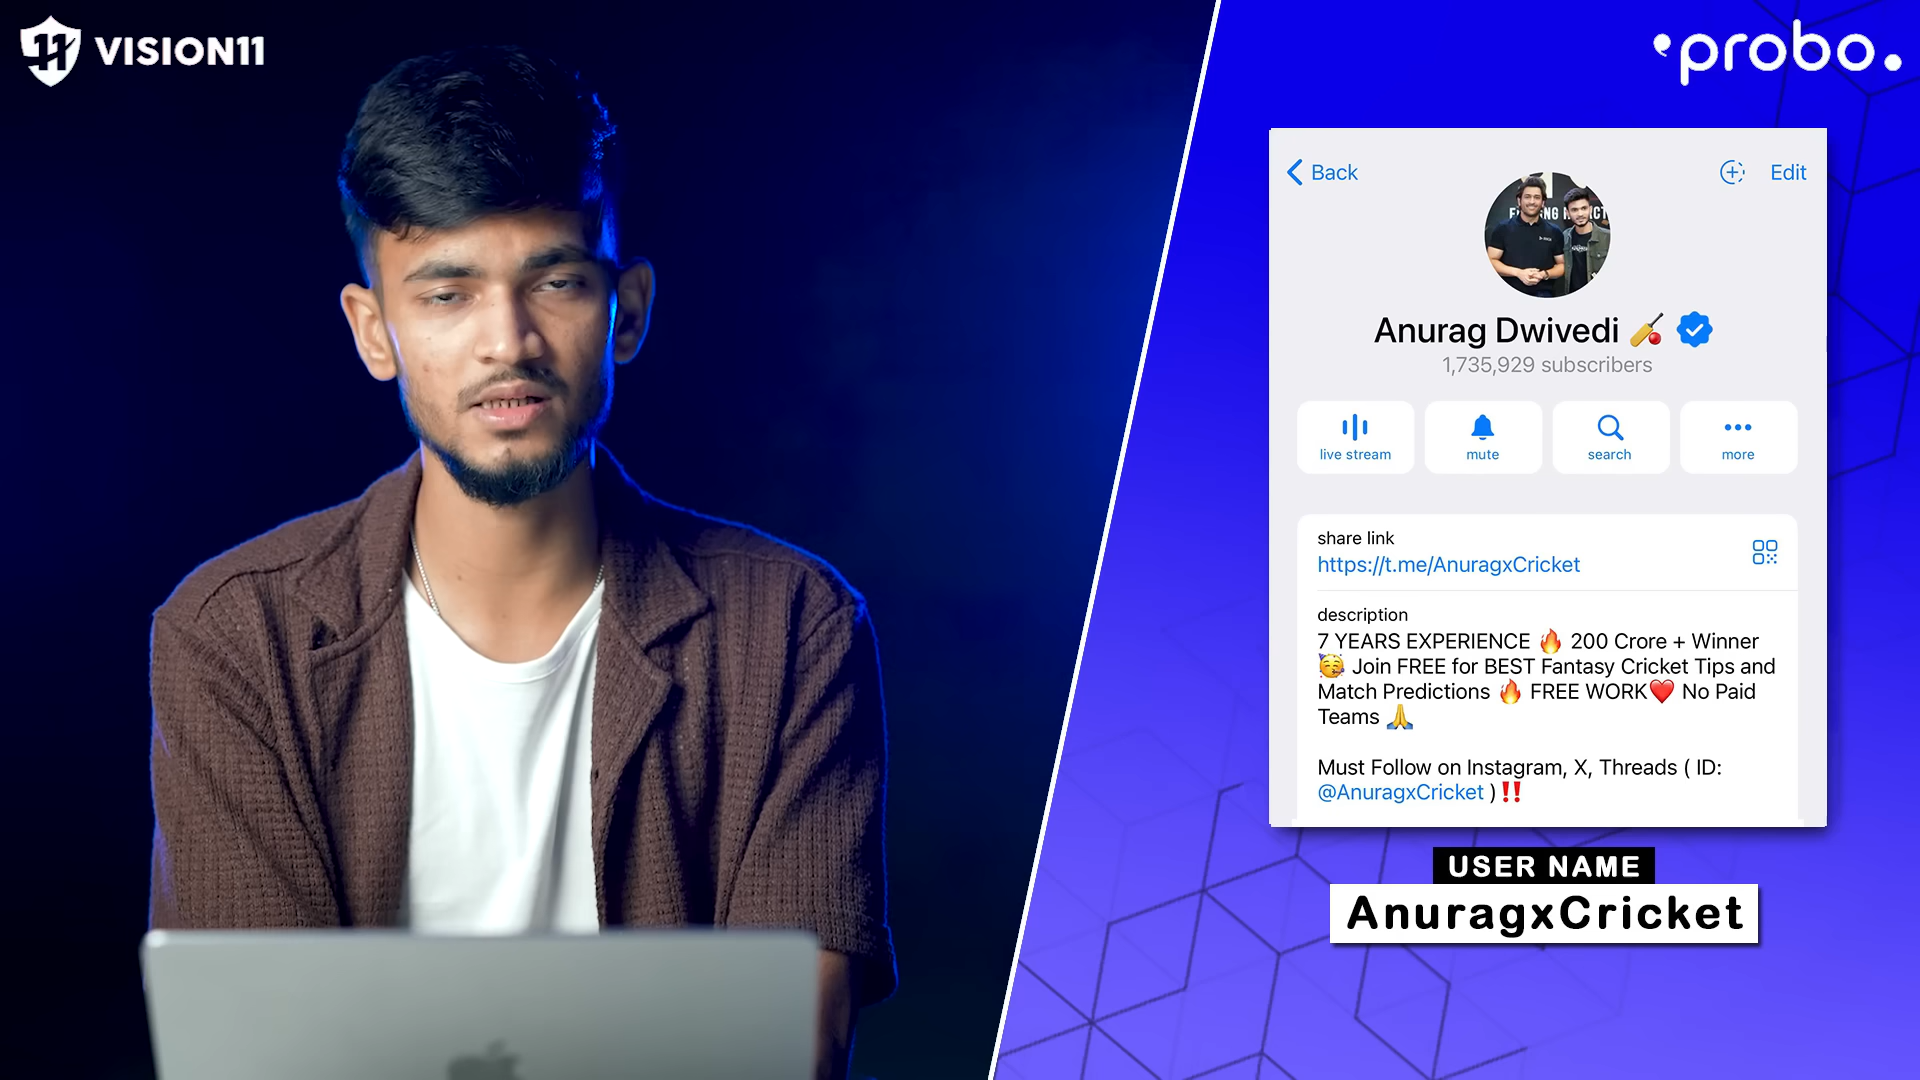 VISION11
probo.
Back
Edit
Anurag Dwivedi 🏏
1,735,929 subscribers
live stream
mute
search
more
share link
https://t.me/AnuragxCricket
description
7 YEARS EXPERIENCE 🔥 200 Crore + Winner
🥳 Join FREE for BEST Fantasy Cricket Tips and
Match Predictions 🔥 FREE WORK❤️ No Paid
Teams 🙏
Must Follow on Instagram, X, Threads ( ID:
@AnuragxCricket ) ‼️
USER NAME
AnuragxCricket